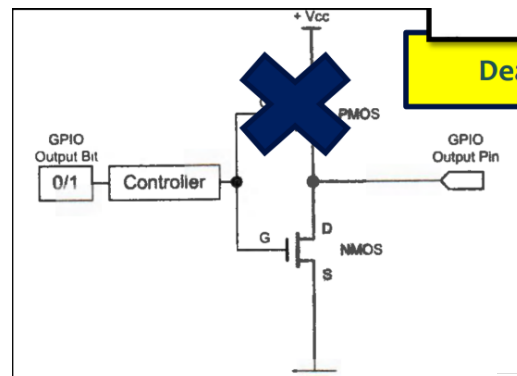 + Vcc
Dea
PMOS
GPIO
Output Bit
0/1
Controller
GPIO
Output Pin
G
D
NMOS
S